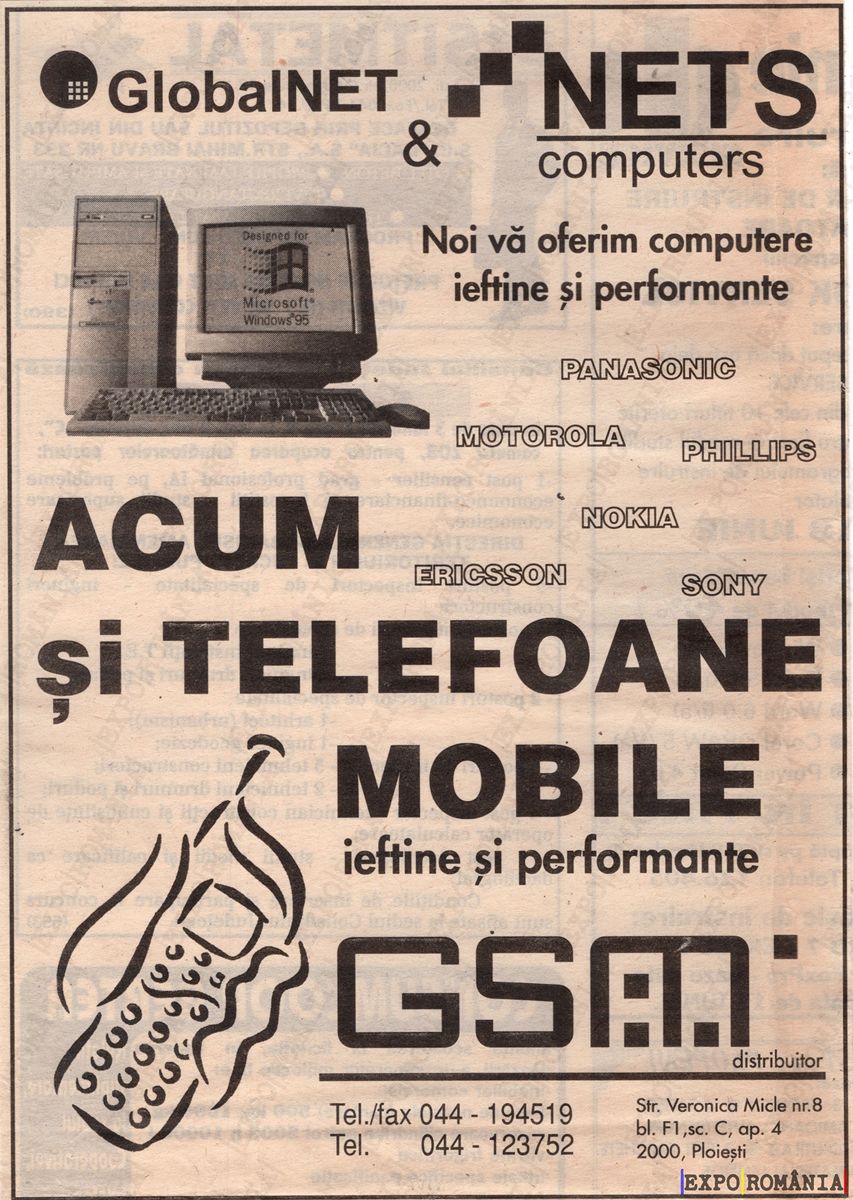 GlobalNET
&
NETS
computers
Designed for
Microsoft®
Windows®95
Noi vă oferim computere
ieftine și performante
PANASONIC
MOTOROLA
PHILLIPS
NOKIA
ERICSSON
SONY
ACUM
și TELEFOANE
MOBILE
ieftine și performante
GSM
distribuitor
Tel./fax 044 - 194519
Tel. 044 - 123752
Str. Veronica Micle nr.8
bl. F1,sc. C, ap. 4
2000, Ploiești
EXPO ROMÂNIA